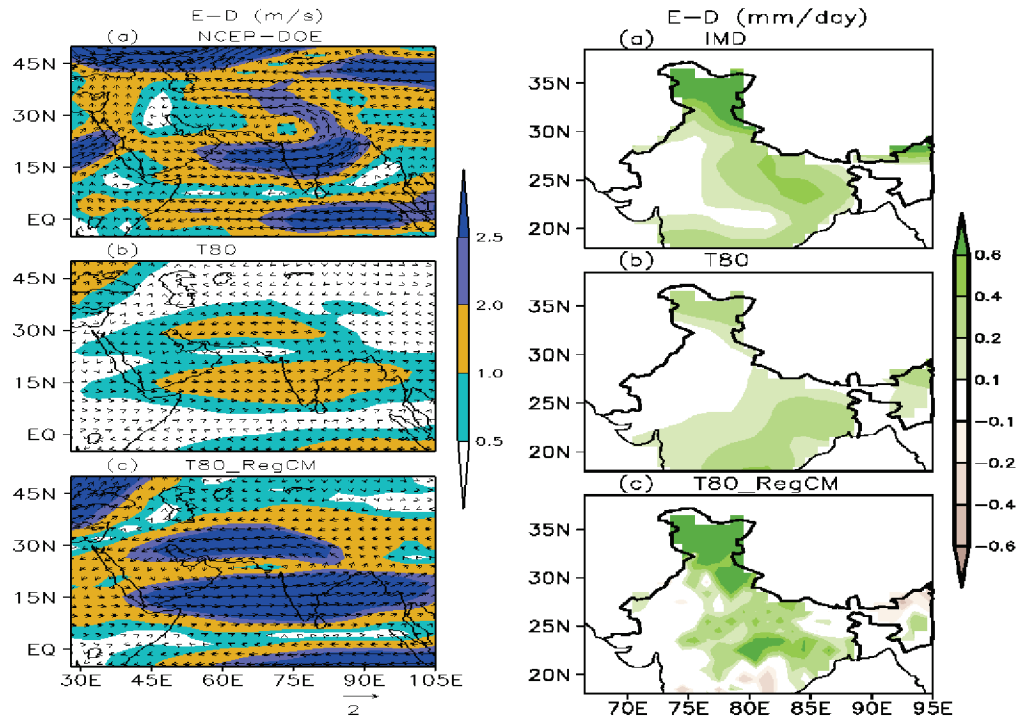 E-D (m/s)
(a) NCEP-DOE
45N
30N
15N
EQ
(b) T80
45N
30N
15N
EQ
(c) T80_RegCM
45N
30N
15N
EQ
30E 45E 60E 75E 90E 105E
2
2.5
2.0
1.0
0.5
E-D (mm/day)
(a) IMD
35N
30N
25N
20N
(b) T80
35N
30N
25N
20N
(c) T80_RegCM
35N
30N
25N
20N
70E 75E 80E 85E 90E 95E
0.6
0.4
0.2
0.1
-0.1
-0.2
-0.4
-0.6